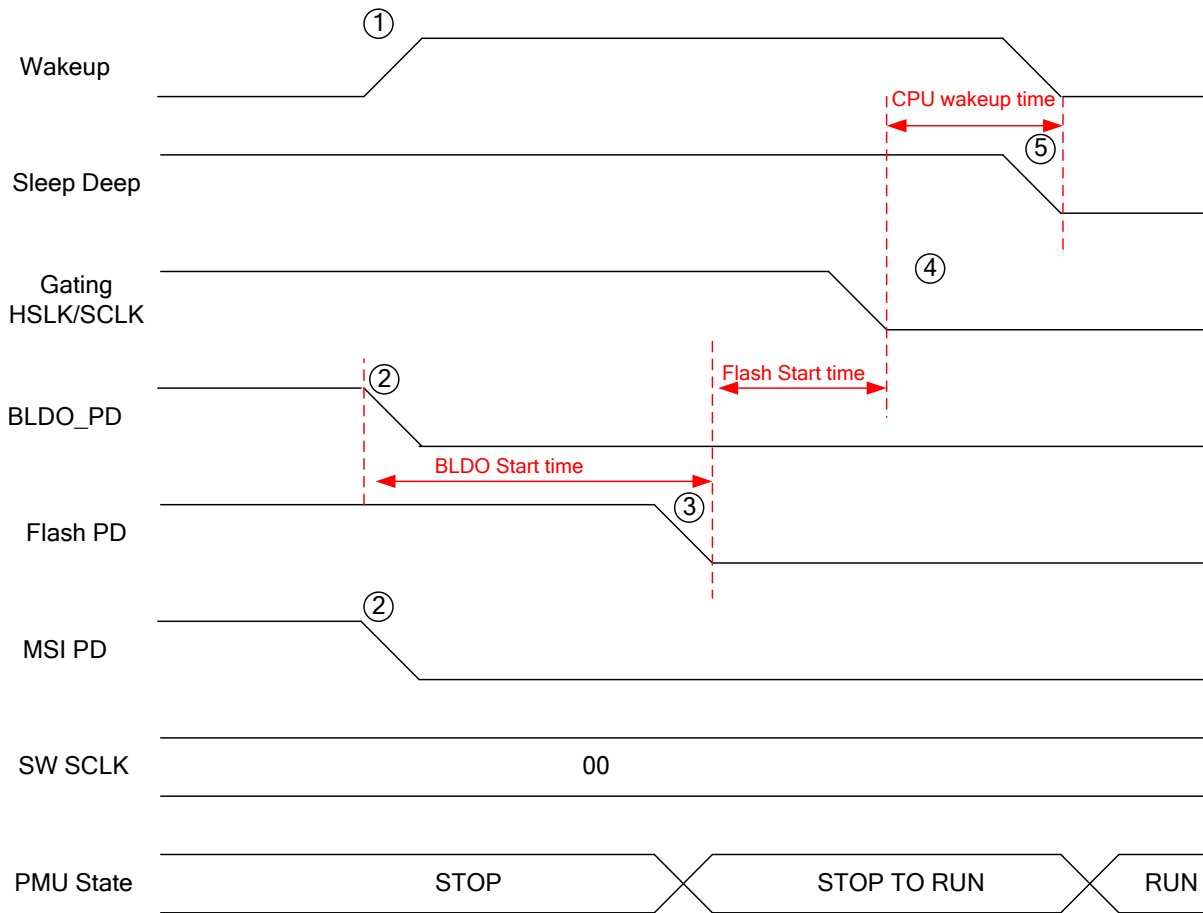 ①
Wakeup
CPU wakeup time
⑤
Sleep Deep
④
Gating
HSLK/SCLK
Flash Start time
②
BLDO_PD
BLDO Start time
③
Flash PD
②
MSI PD
SW SCLK
00
PMU State
STOP
STOP TO RUN
RUN